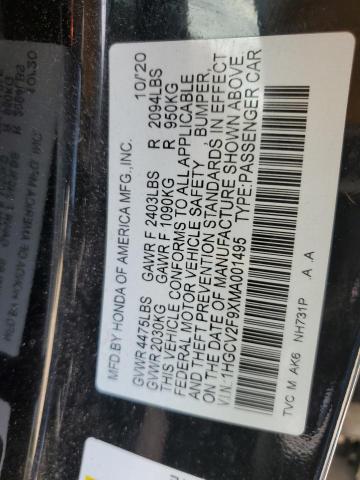 MFD BY HONDA OF AMERICA MFG.,INC. 10/20
GVWR 4475LBS GAWR F 2403LBS R 2094LBS
GVWR 2030KG GAWR F 1090KG R 950KG
THIS VEHICLE CONFORMS TO ALL APPLICABLE
FEDERAL MOTOR VEHICLE SAFETY BUMPER,
AND THEFT PREVENTION STANDARDS IN EFFECT
ON THE DATE OF MANUFACTURE SHOWN ABOVE.
V.I.N.:1HGCV2F9XMA001495 TYPE:PASSENGER CAR
TVC M AK6 NH731P A A